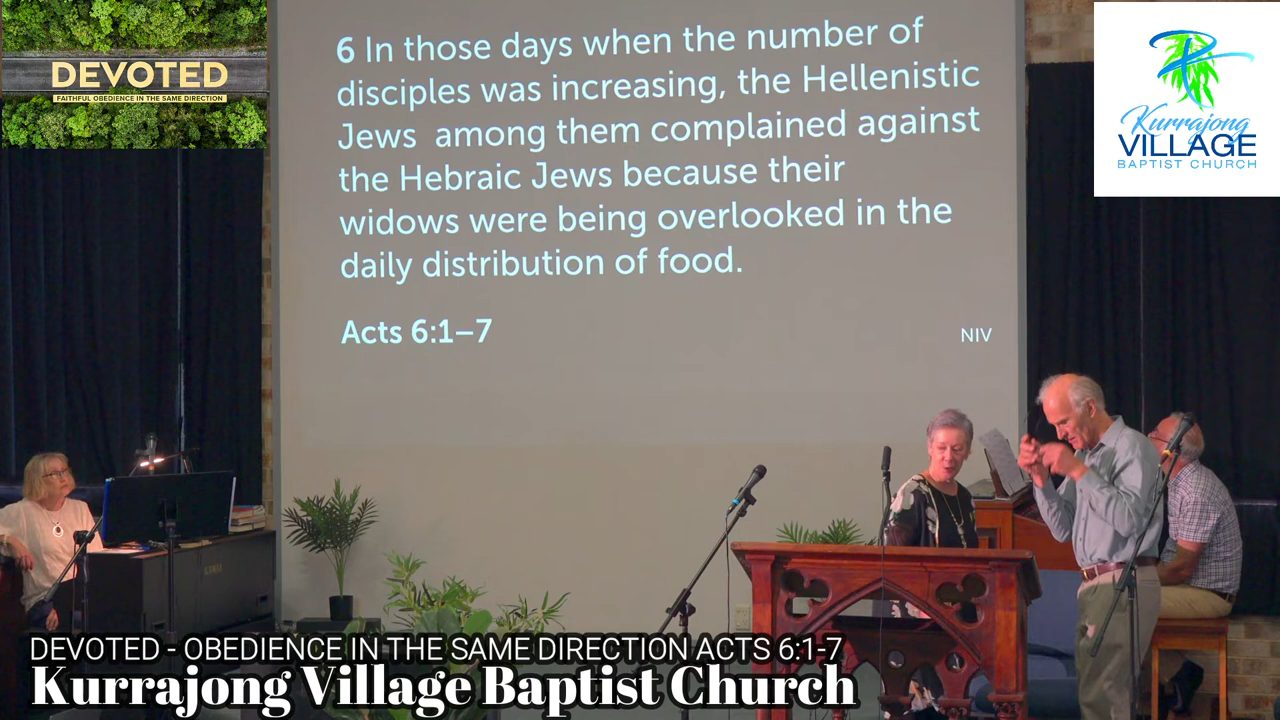 DEVOTED
FAITHFUL OBEDIENCE IN THE SAME DIRECTION
6 In those days when the number of
disciples was increasing, the Hellenistic
Jews among them complained against
the Hebraic Jews because their
widows were being overlooked in the
daily distribution of food.
Acts 6:1–7
NIV
Kurrajong
VILLAGE
BAPTIST CHURCH
KAWAI
DEVOTED - OBEDIENCE IN THE SAME DIRECTION ACTS 6:1-7
Kurrajong Village Baptist Church